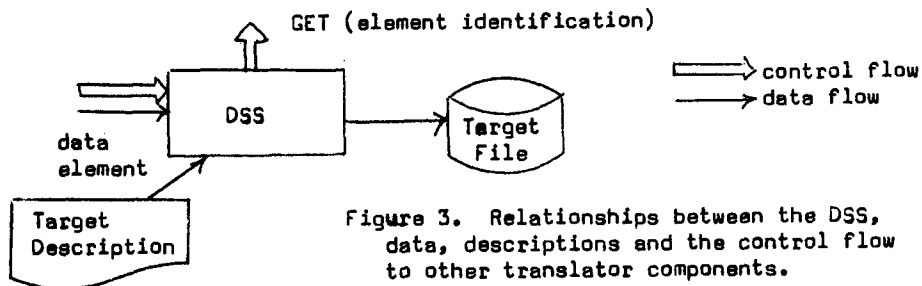 GET (element identification)
control flow
data flow
DSS
data
element
Target
File
Target
Description
Figure 3. Relationships between the DSS,
data, descriptions and the control flow
to other translator components.